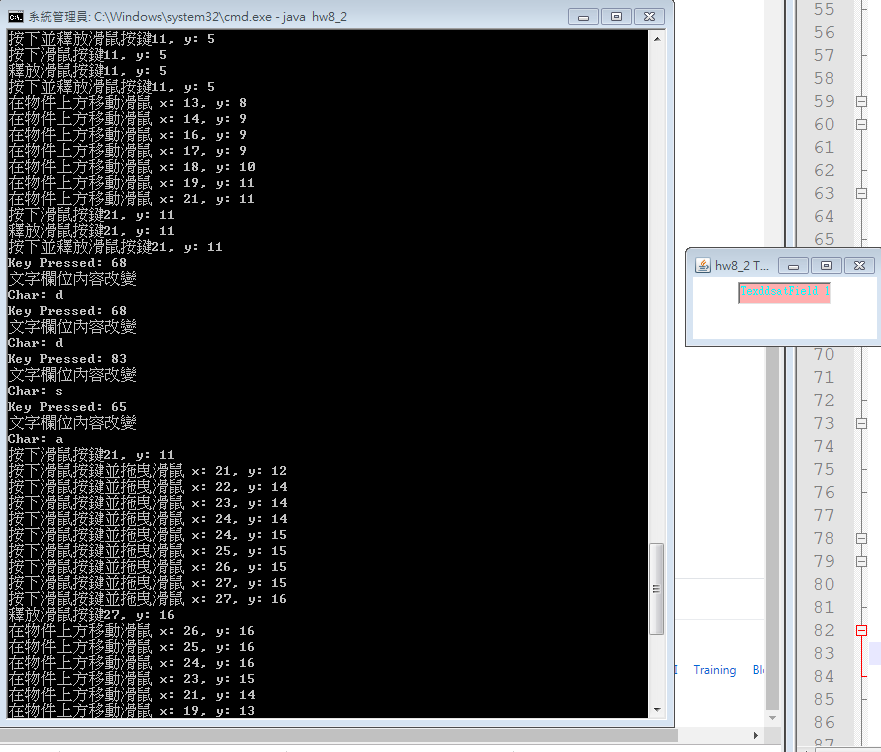 系統管理員: C:\Windows\system32\cmd.exe - java  hw8_2
按下並釋放滑鼠按鍵11, y: 5
按下滑鼠按鍵11, y: 5
釋放滑鼠按鍵11, y: 5
按下並釋放滑鼠按鍵11, y: 5
在物件上方移動滑鼠 x: 13, y: 8
在物件上方移動滑鼠 x: 14, y: 9
在物件上方移動滑鼠 x: 16, y: 9
在物件上方移動滑鼠 x: 17, y: 9
在物件上方移動滑鼠 x: 18, y: 10
在物件上方移動滑鼠 x: 19, y: 11
在物件上方移動滑鼠 x: 21, y: 11
按下滑鼠按鍵21, y: 11
釋放滑鼠按鍵21, y: 11
按下並釋放滑鼠按鍵21, y: 11
Key Pressed: 68
文字欄位內容改變
Char: d
Key Pressed: 68
文字欄位內容改變
Char: d
Key Pressed: 83
文字欄位內容改變
Char: s
Key Pressed: 65
文字欄位內容改變
Char: a
按下滑鼠按鍵21, y: 11
按下滑鼠按鍵並拖曳滑鼠 x: 21, y: 12
按下滑鼠按鍵並拖曳滑鼠 x: 22, y: 14
按下滑鼠按鍵並拖曳滑鼠 x: 23, y: 14
按下滑鼠按鍵並拖曳滑鼠 x: 24, y: 14
按下滑鼠按鍵並拖曳滑鼠 x: 24, y: 15
按下滑鼠按鍵並拖曳滑鼠 x: 25, y: 15
按下滑鼠按鍵並拖曳滑鼠 x: 26, y: 15
按下滑鼠按鍵並拖曳滑鼠 x: 27, y: 15
按下滑鼠按鍵並拖曳滑鼠 x: 27, y: 16
釋放滑鼠按鍵27, y: 16
在物件上方移動滑鼠 x: 26, y: 16
在物件上方移動滑鼠 x: 25, y: 16
在物件上方移動滑鼠 x: 24, y: 16
在物件上方移動滑鼠 x: 23, y: 15
在物件上方移動滑鼠 x: 21, y: 14
在物件上方移動滑鼠 x: 19, y: 13
hw8_2 T...
Training
55
56
57
58
59
60
61
62
63
64
65
70
71
72
73
74
75
76
77
78
79
80
81
82
83
84
85
86
87